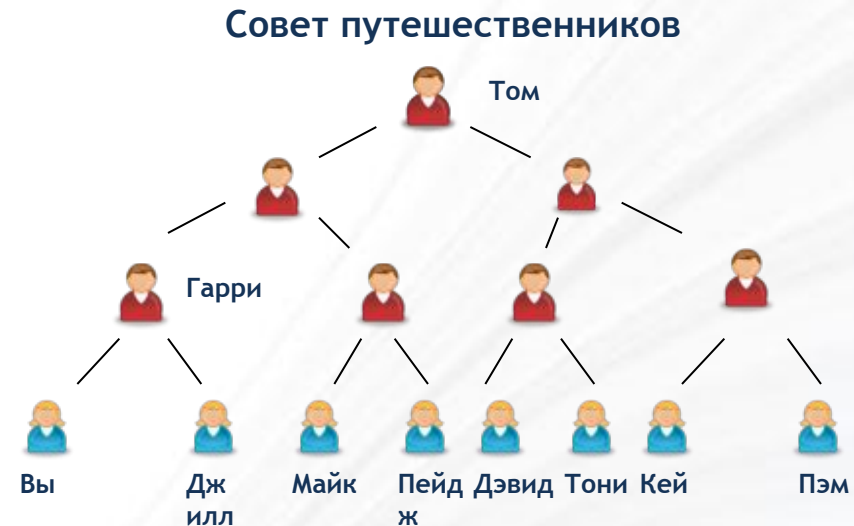 Совет путешественников
Том
Гарри
Вы
Дж
илл
Майк
Пейд
ж
Дэвид
Тони
Кей
Пэм